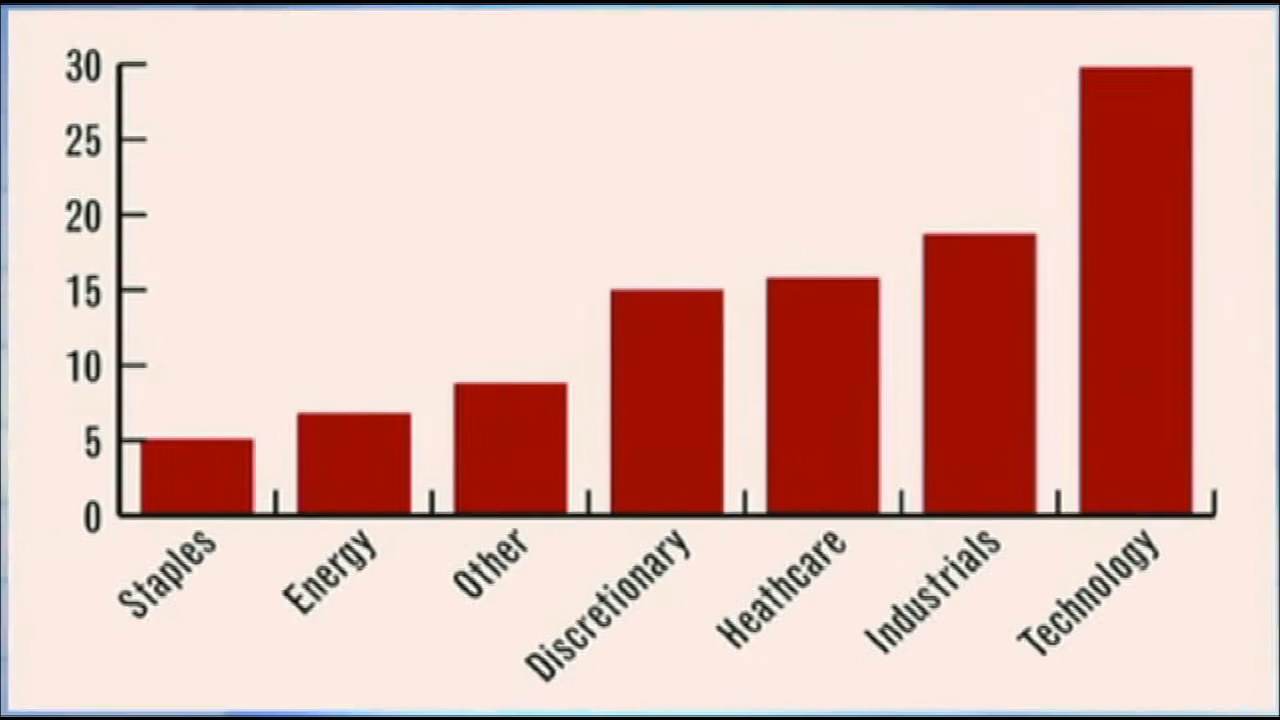 30
25
20
15
10
5
0
Staples
Energy
Other
Discretionary
Heathcare
Industrials
Technology